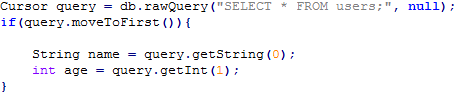 Cursor query = db.rawQuery("SELECT * FROM users;", null);
if(query.moveToFirst()){
String name = query.getString(0);
int age = query.getInt(1);
}